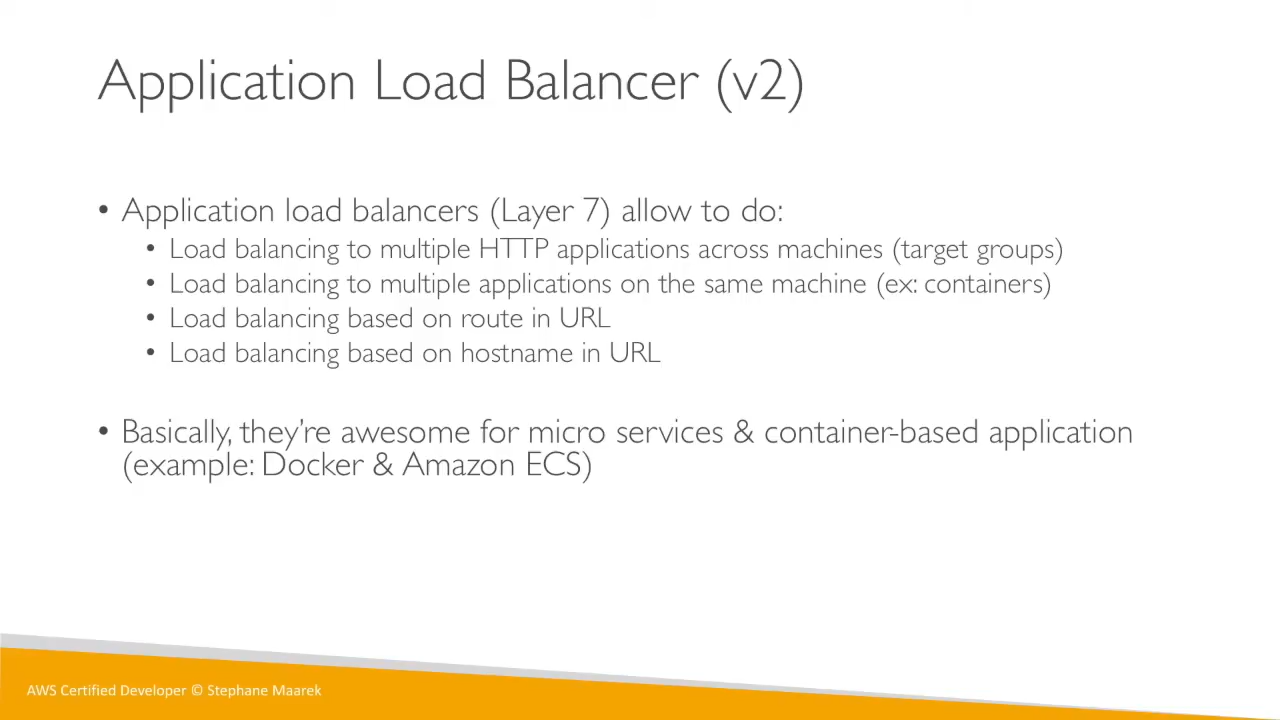 Application Load Balancer (v2)
• Application load balancers (Layer 7) allow to do:
• Load balancing to multiple HTTP applications across machines (target groups)
• Load balancing to multiple applications on the same machine (ex: containers)
• Load balancing based on route in URL
• Load balancing based on hostname in URL
• Basically, they’re awesome for micro services & container-based application
(example: Docker & Amazon ECS)
AWS Certified Developer © Stephane Maarek